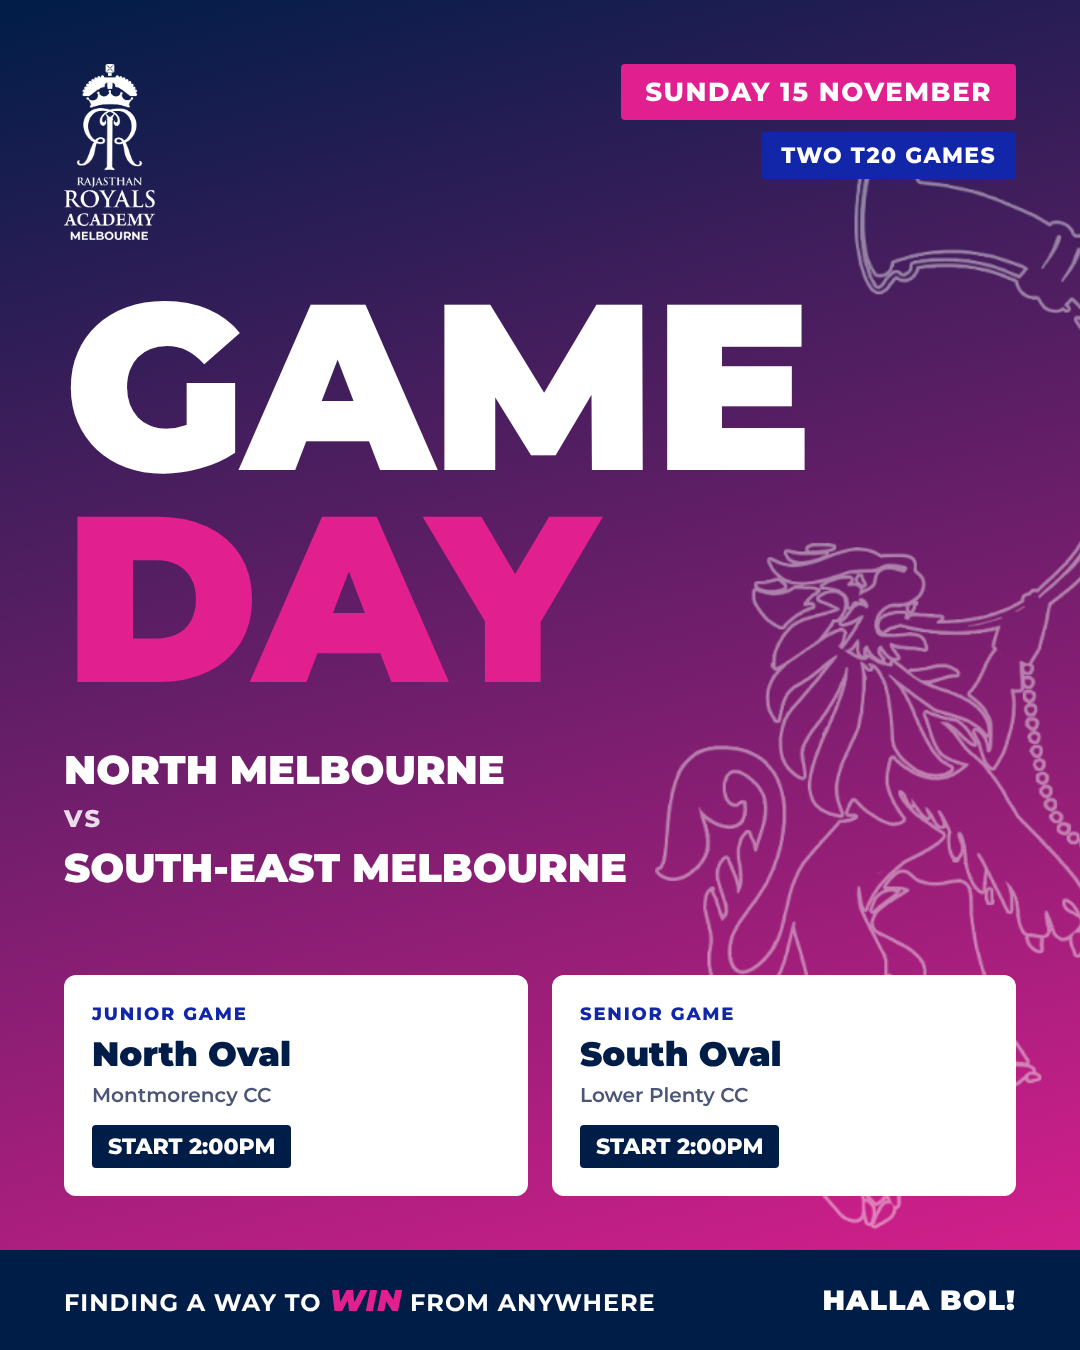 RAJASTHAN
ROYALS
ACADEMY
MELBOURNE
SUNDAY 15 NOVEMBER
TWO T20 GAMES
GAME
DAY
NORTH MELBOURNE
VS
SOUTH-EAST MELBOURNE
JUNIOR GAME
North Oval
Montmorency CC
START 2:00PM
SENIOR GAME
South Oval
Lower Plenty CC
START 2:00PM
FINDING A WAY TO WIN FROM ANYWHERE
HALLA BOL!